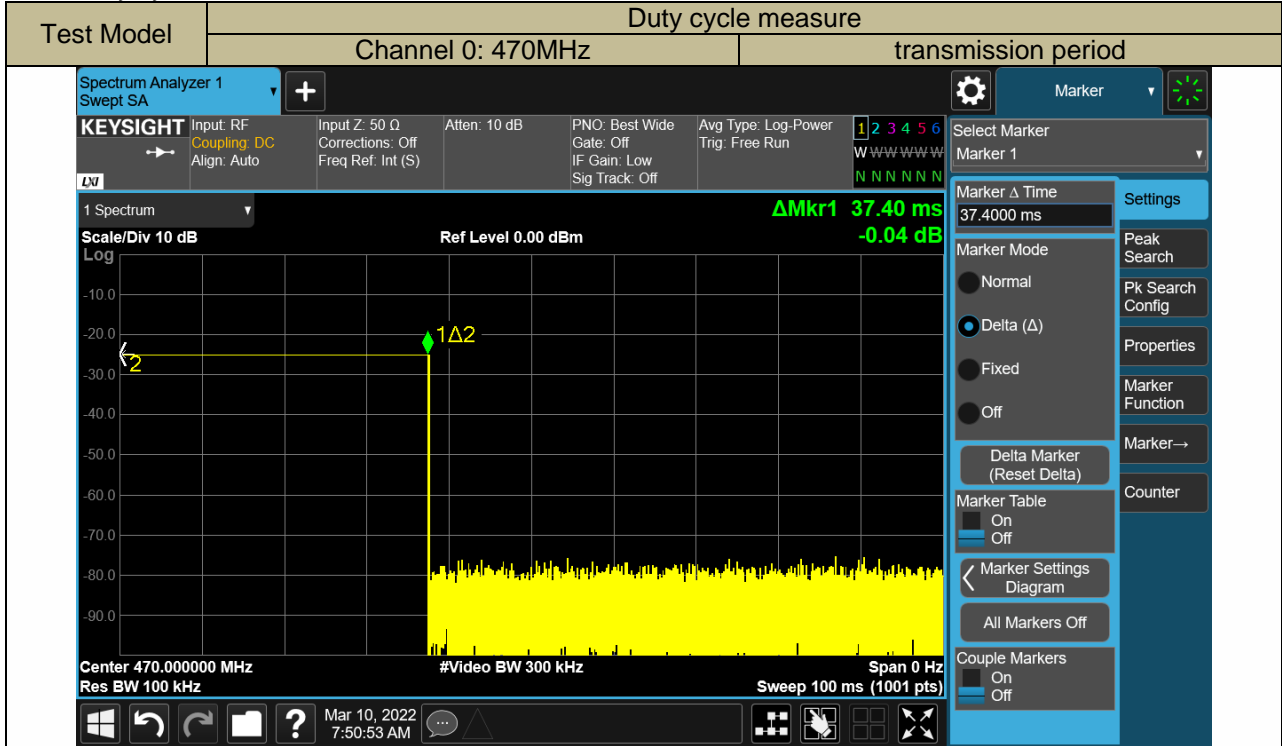 Test Model
Duty cycle measure
Channel 0: 470MHz
transmission period
Spectrum Analyzer 1
Swept SA
+
Marker
KEYSIGHT
LXI
Input: RF
Coupling: DC
Align: Auto
Input Z: 50 Ω
Corrections: Off
Freq Ref: Int (S)
Atten: 10 dB
PNO: Best Wide
Gate: Off
IF Gain: Low
Sig Track: Off
Avg Type: Log-Power
Trig: Free Run
1 2 3 4 5 6
W W W W W W
N N N N N N
Select Marker
Marker 1
1 Spectrum
ΔMkr1 37.40 ms
-0.04 dB
Scale/Div 10 dB
Ref Level 0.00 dBm
Log
-10.0
-20.0
-30.0
-40.0
-50.0
-60.0
-70.0
-80.0
-90.0
1Δ2
2
Center 470.000000 MHz
#Video BW 300 kHz
Span 0 Hz
Res BW 100 kHz
Sweep 100 ms (1001 pts)
Marker Δ Time
37.4000 ms
Marker Mode
Normal
Delta (Δ)
Fixed
Off
Delta Marker
(Reset Delta)
Marker Table
On
Off
Marker Settings
Diagram
All Markers Off
Couple Markers
On
Off
Settings
Peak
Search
Pk Search
Config
Properties
Marker
Function
Marker→
Counter
?
Mar 10, 2022
7:50:53 AM